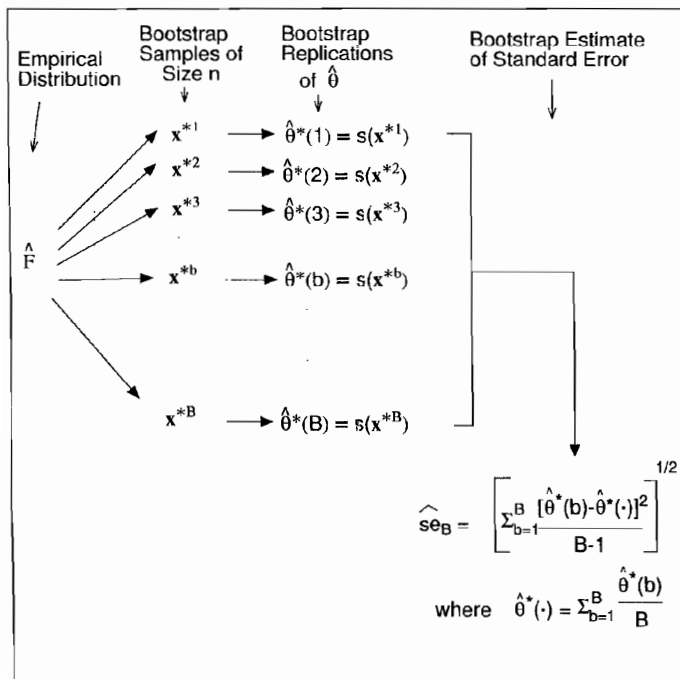 Empirical
Distribution
Bootstrap
Samples of
Size n
Bootstrap
Replications
of θ̂
Bootstrap Estimate
of Standard Error
F̂
x*1 θ̂*(1) = s(x*1)
x*2 θ̂*(2) = s(x*2)
x*3 θ̂*(3) = s(x*3)
x*b θ̂*(b) = s(x*b)
x*B θ̂*(B) = s(x*B)
ŝe_B = [Σ_{b=1}^{B} [θ̂*(b)-θ̂*(·)]² / B-1]^{1/2}
where θ̂*(·) = Σ_{b=1}^{B} θ̂*(b) / B